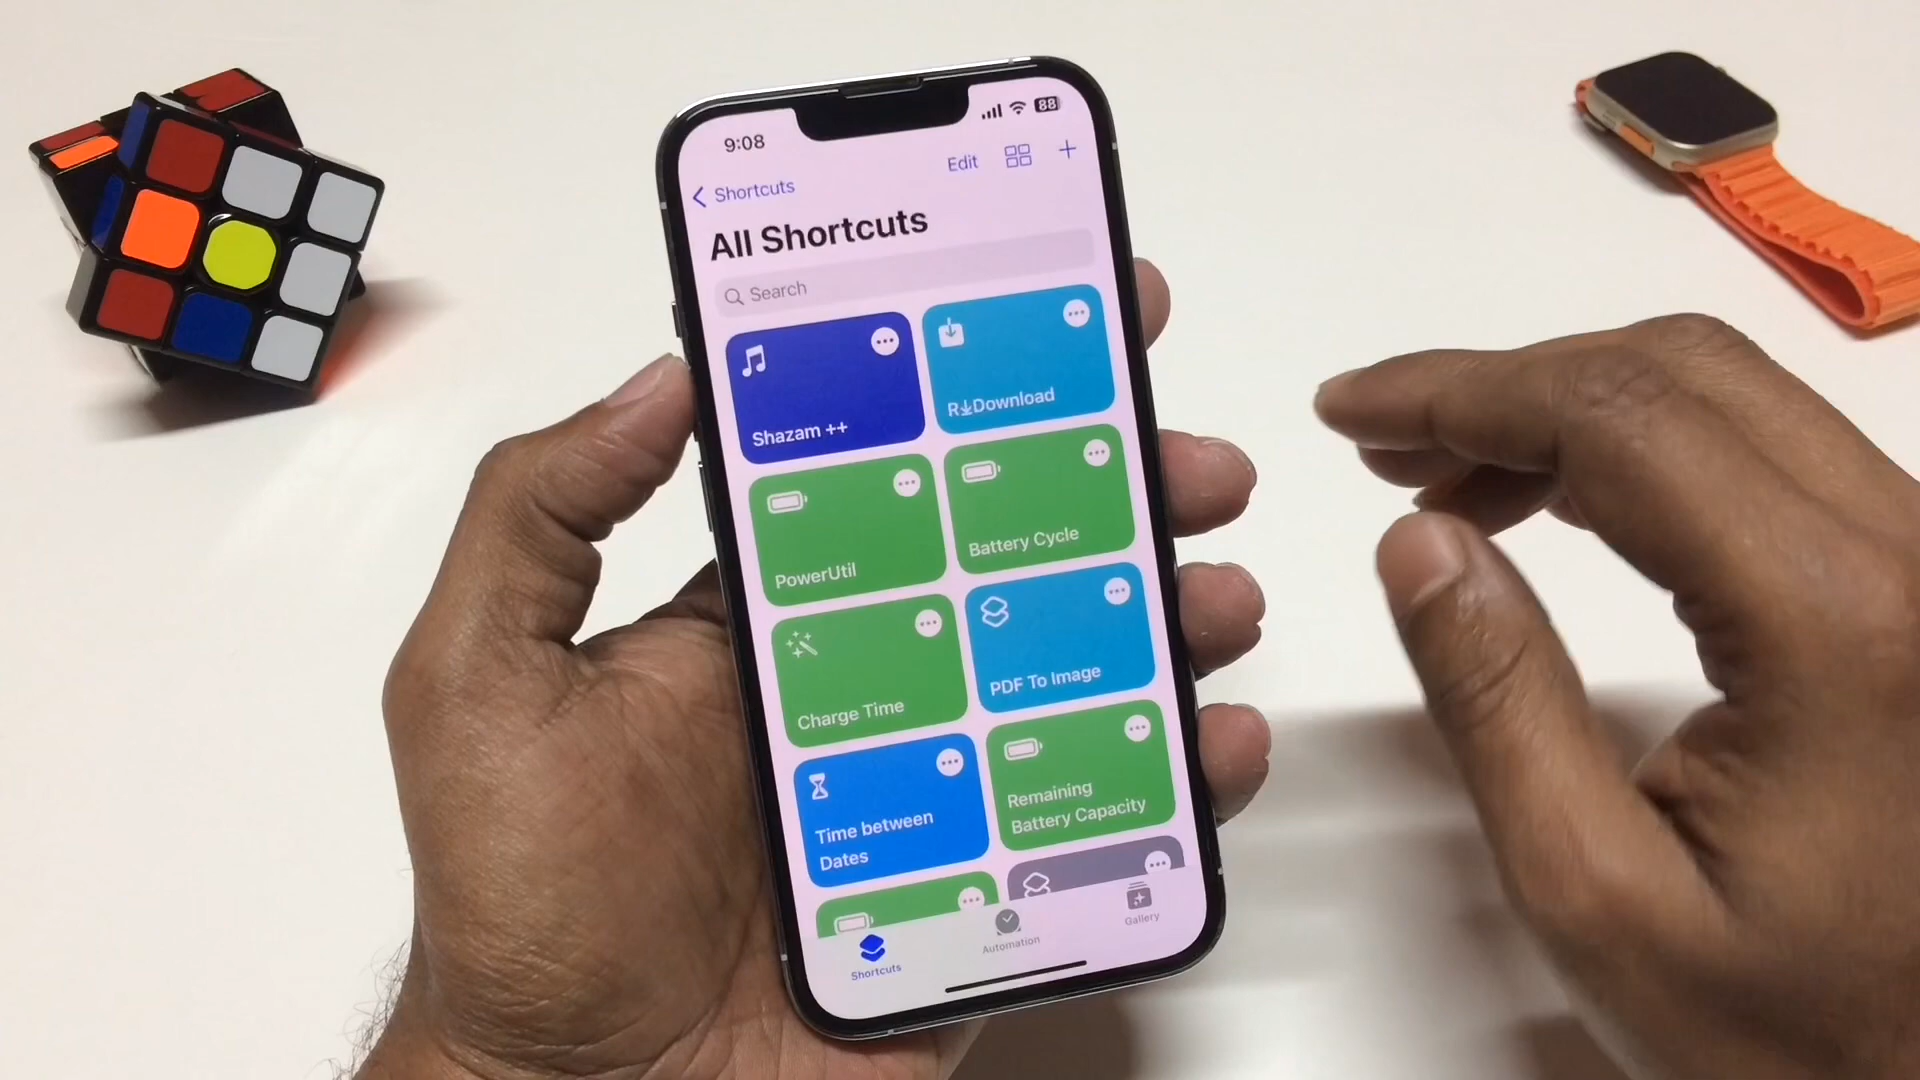 9:08
88
Edit
Shortcuts
All Shortcuts
Search
Shazam ++
R↓Download
PowerUtil
Battery Cycle
Charge Time
PDF To Image
Time between
Dates
Remaining
Battery Capacity
Shortcuts
Automation
Gallery